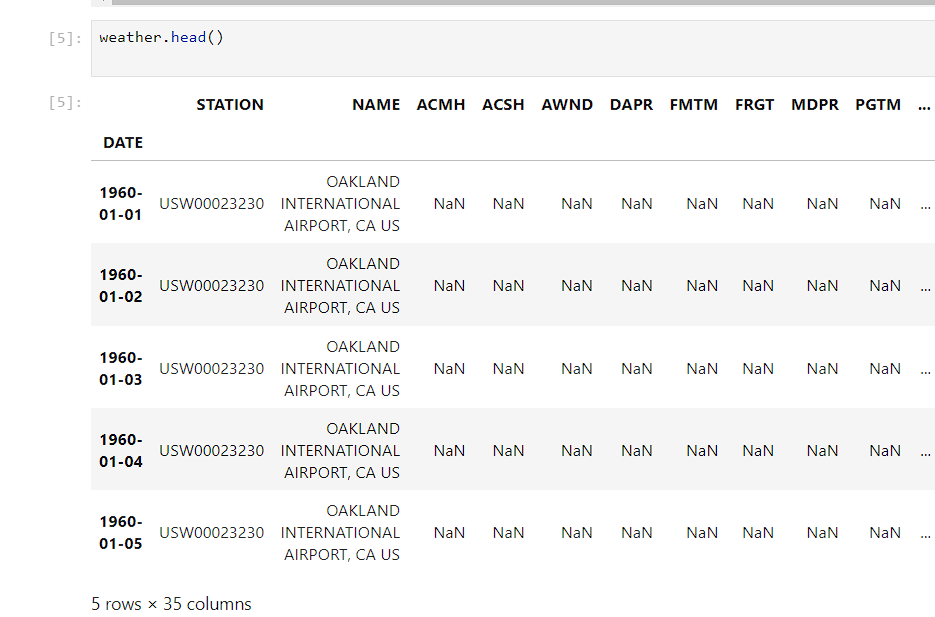 [5]: weather.head()
[5]:
STATION NAME ACMH ACSH AWND DAPR FMTM FRGT MDPR PGTM ...
DATE
1960-01-01 USW00023230 OAKLAND INTERNATIONAL AIRPORT, CA US NaN NaN NaN NaN NaN NaN NaN NaN ...
1960-01-02 USW00023230 OAKLAND INTERNATIONAL AIRPORT, CA US NaN NaN NaN NaN NaN NaN NaN NaN ...
1960-01-03 USW00023230 OAKLAND INTERNATIONAL AIRPORT, CA US NaN NaN NaN NaN NaN NaN NaN NaN ...
1960-01-04 USW00023230 OAKLAND INTERNATIONAL AIRPORT, CA US NaN NaN NaN NaN NaN NaN NaN NaN ...
1960-01-05 USW00023230 OAKLAND INTERNATIONAL AIRPORT, CA US NaN NaN NaN NaN NaN NaN NaN NaN ...
5 rows × 35 columns